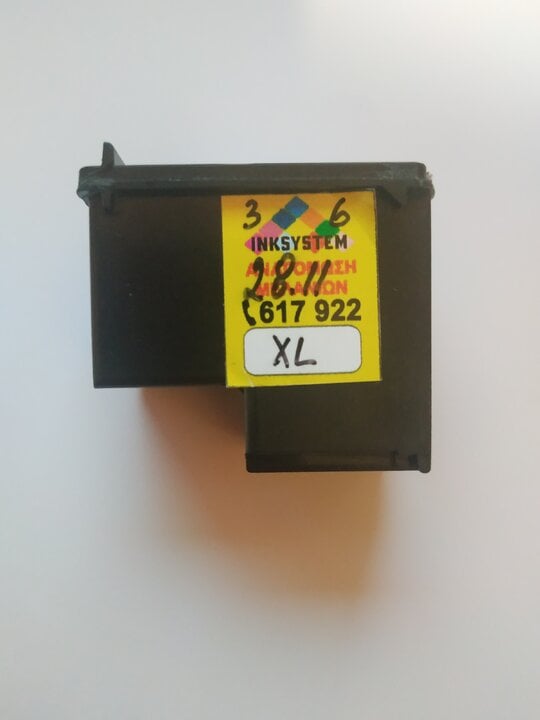 3 6
INKSYSTEM
ΑΝΑΓΟΜΩΣΗ
28.11
ΜΕΛΑΝΙΩΝ
617 922
XL